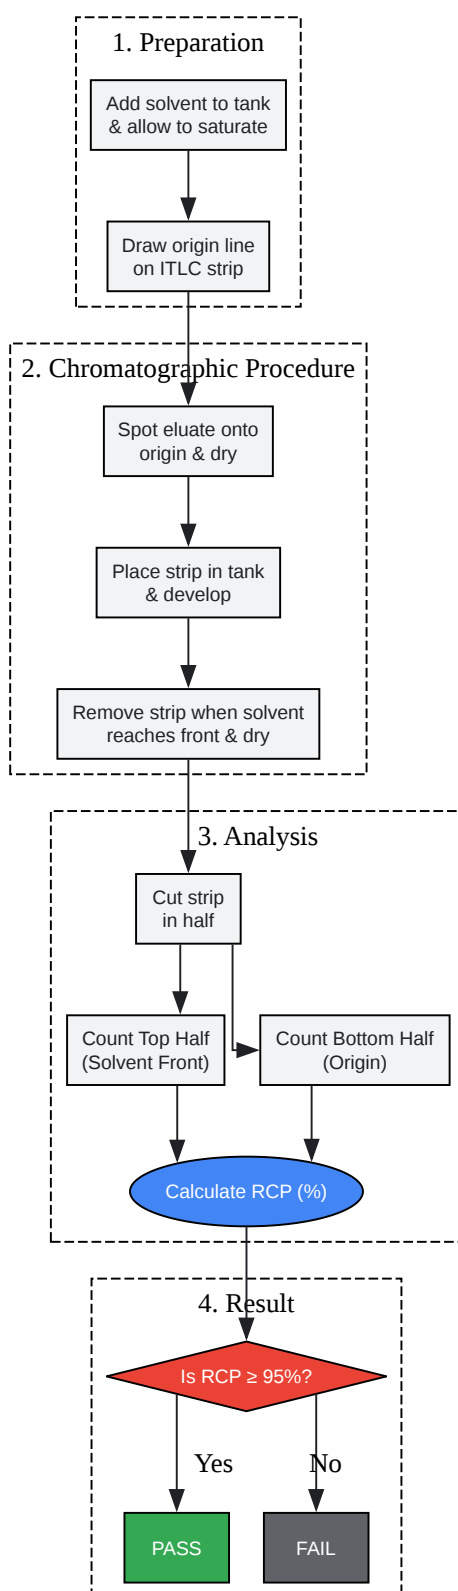 1. Preparation
Add solvent to tank
& allow to saturate
Draw origin line
on ITLC strip
2. Chromatographic Procedure
Spot eluate onto
origin & dry
Place strip in tank
& develop
Remove strip when solvent
reaches front & dry
3. Analysis
Cut strip
in half
Count Top Half
(Solvent Front)
Count Bottom Half
(Origin)
Calculate RCP (%)
4. Result
Is RCP ≥ 95%?
Yes
No
PASS
FAIL